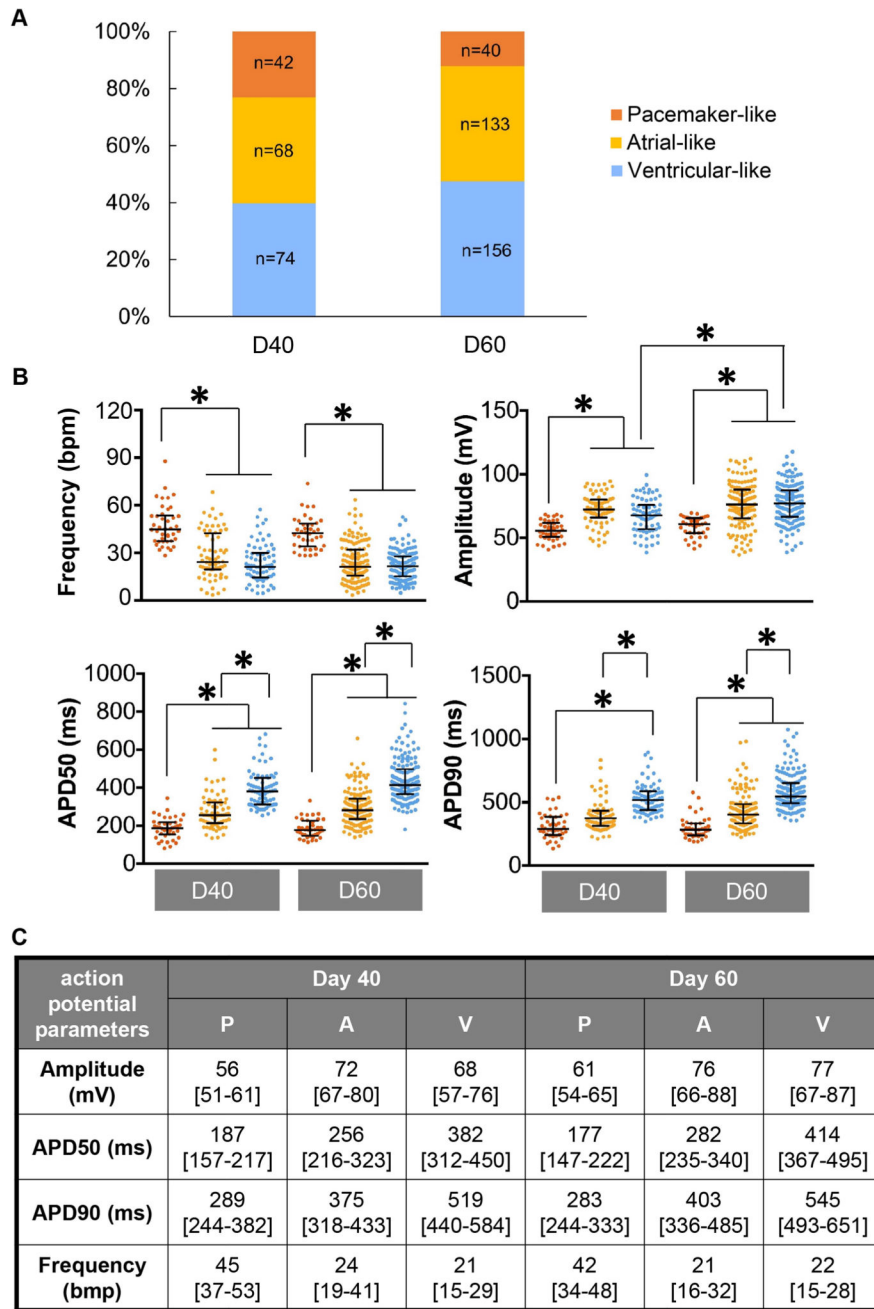 A
100%
80%
60%
40%
20%
0%
n=42
n=68
n=74
n=40
n=133
n=156
D40
D60
Pacemaker-like
Atrial-like
Ventricular-like
B
Frequency (bpm)
120
90
60
30
0
*
*
Amplitude (mV)
150
100
50
0
*
*
*
APD50 (ms)
1000
800
600
400
200
0
*
*
*
*
D40
D60
APD90 (ms)
1500
1000
500
0
*
*
*
*
D40
D60
C
action potential parameters Day 40 Day 60
P A V P A V
Amplitude (mV) 56 72 68 61 76 77
[51-61] [67-80] [57-76] [54-65] [66-88] [67-87]
APD50 (ms) 187 256 382 177 282 414
[157-217] [216-323] [312-450] [147-222] [235-340] [367-495]
APD90 (ms) 289 375 519 283 403 545
[244-382] [318-433] [440-584] [244-333] [336-485] [493-651]
Frequency (bmp) 45 24 21 42 21 22
[37-53] [19-41] [15-29] [34-48] [16-32] [15-28]